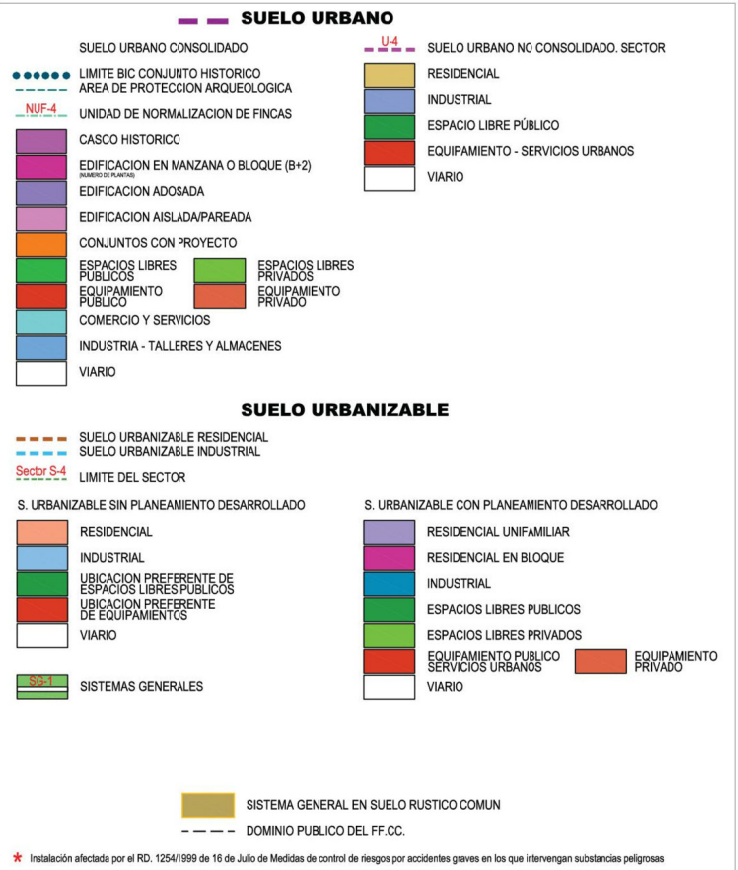 SUELO URBANO
SUELO URBANO CONSOLIDADO
LIMITE BIC CONJUNTO HISTORICO
AREA DE PROTECCION ARQUEOLOGICA
NUF-4
UNIDAD DE NORMALIZACION DE FINCAS
CASCO HISTORICO
EDIFICACION EN MANZANA O BLOQUE (B+2)
(NUMERO DE PLANTAS)
EDIFICACION ADOSADA
EDIFICACION AISLADA/PAREADA
CONJUNTOS CON PROYECTO
ESPACIOS LIBRES
PUBLICOS
ESPACIOS LIBRES
PRIVADOS
EQUIPAMIENTO
PUBLICO
EQUIPAMIENTO
PRIVADO
COMERCIO Y SERVICIOS
INDUSTRIA - TALLERES Y ALMACENES
VIARIO
U-4
SUELO URBANO NO CONSOLIDADO. SECTOR
RESIDENCIAL
INDUSTRIAL
ESPACIO LIBRE PÚBLICO
EQUIPAMIENTO - SERVICIOS URBANOS
VIARIO
SUELO URBANIZABLE
SUELO URBANIZABLE RESIDENCIAL
SUELO URBANIZABLE INDUSTRIAL
Sector S-4
LIMITE DEL SECTOR
S. URBANIZABLE SIN PLANEAMIENTO DESARROLLADO
RESIDENCIAL
INDUSTRIAL
UBICACION PREFERENTE DE
ESPACIOS LIBRES PUBLICOS
UBICACION PREFERENTE
DE EQUIPAMIENTOS
VIARIO
SG-1
SISTEMAS GENERALES
S. URBANIZABLE CON PLANEAMIENTO DESARROLLADO
RESIDENCIAL UNIFAMILIAR
RESIDENCIAL EN BLOQUE
INDUSTRIAL
ESPACIOS LIBRES PUBLICOS
ESPACIOS LIBRES PRIVADOS
EQUIPAMIENTO PUBLICO
SERVICIOS URBANOS
EQUIPAMIENTO
PRIVADO
VIARIO
SISTEMA GENERAL EN SUELO RUSTICO COMUN
DOMINIO PUBLICO DEL FF.CC.
* Instalación afectada por el RD. 1254/1999 de 16 de Julio de Medidas de control de riesgos por accidentes graves en los que intervengan substancias peligrosas